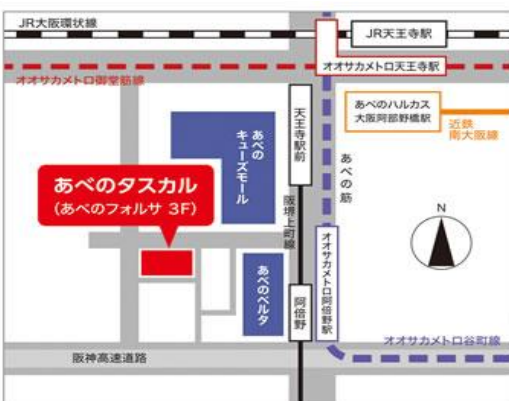 JR大阪環状線
JR天王寺駅
オオサカメトロ天王寺駅
オオサカメトロ御堂筋線
あべのハルカス
大阪阿部野橋駅
近鉄
南大阪線
天王寺駅前
あべの筋
あべの
キューズモール
あべのタスカル
(あべのフォルサ 3F)
阪堺上町線
N
オオサカメトロ阿倍野駅
あべのベルタ
阿倍野
オオサカメトロ谷町線
阪神高速道路